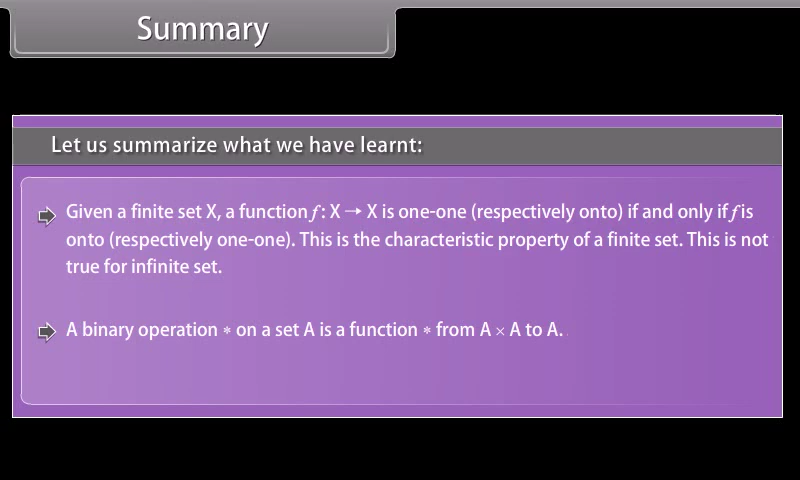 Summary
Let us summarize what we have learnt:
Given a finite set X, a function f : X → X is one-one (respectively onto) if and only if f is
onto (respectively one-one). This is the characteristic property of a finite set. This is not
true for infinite set.
A binary operation * on a set A is a function * from A × A to A.